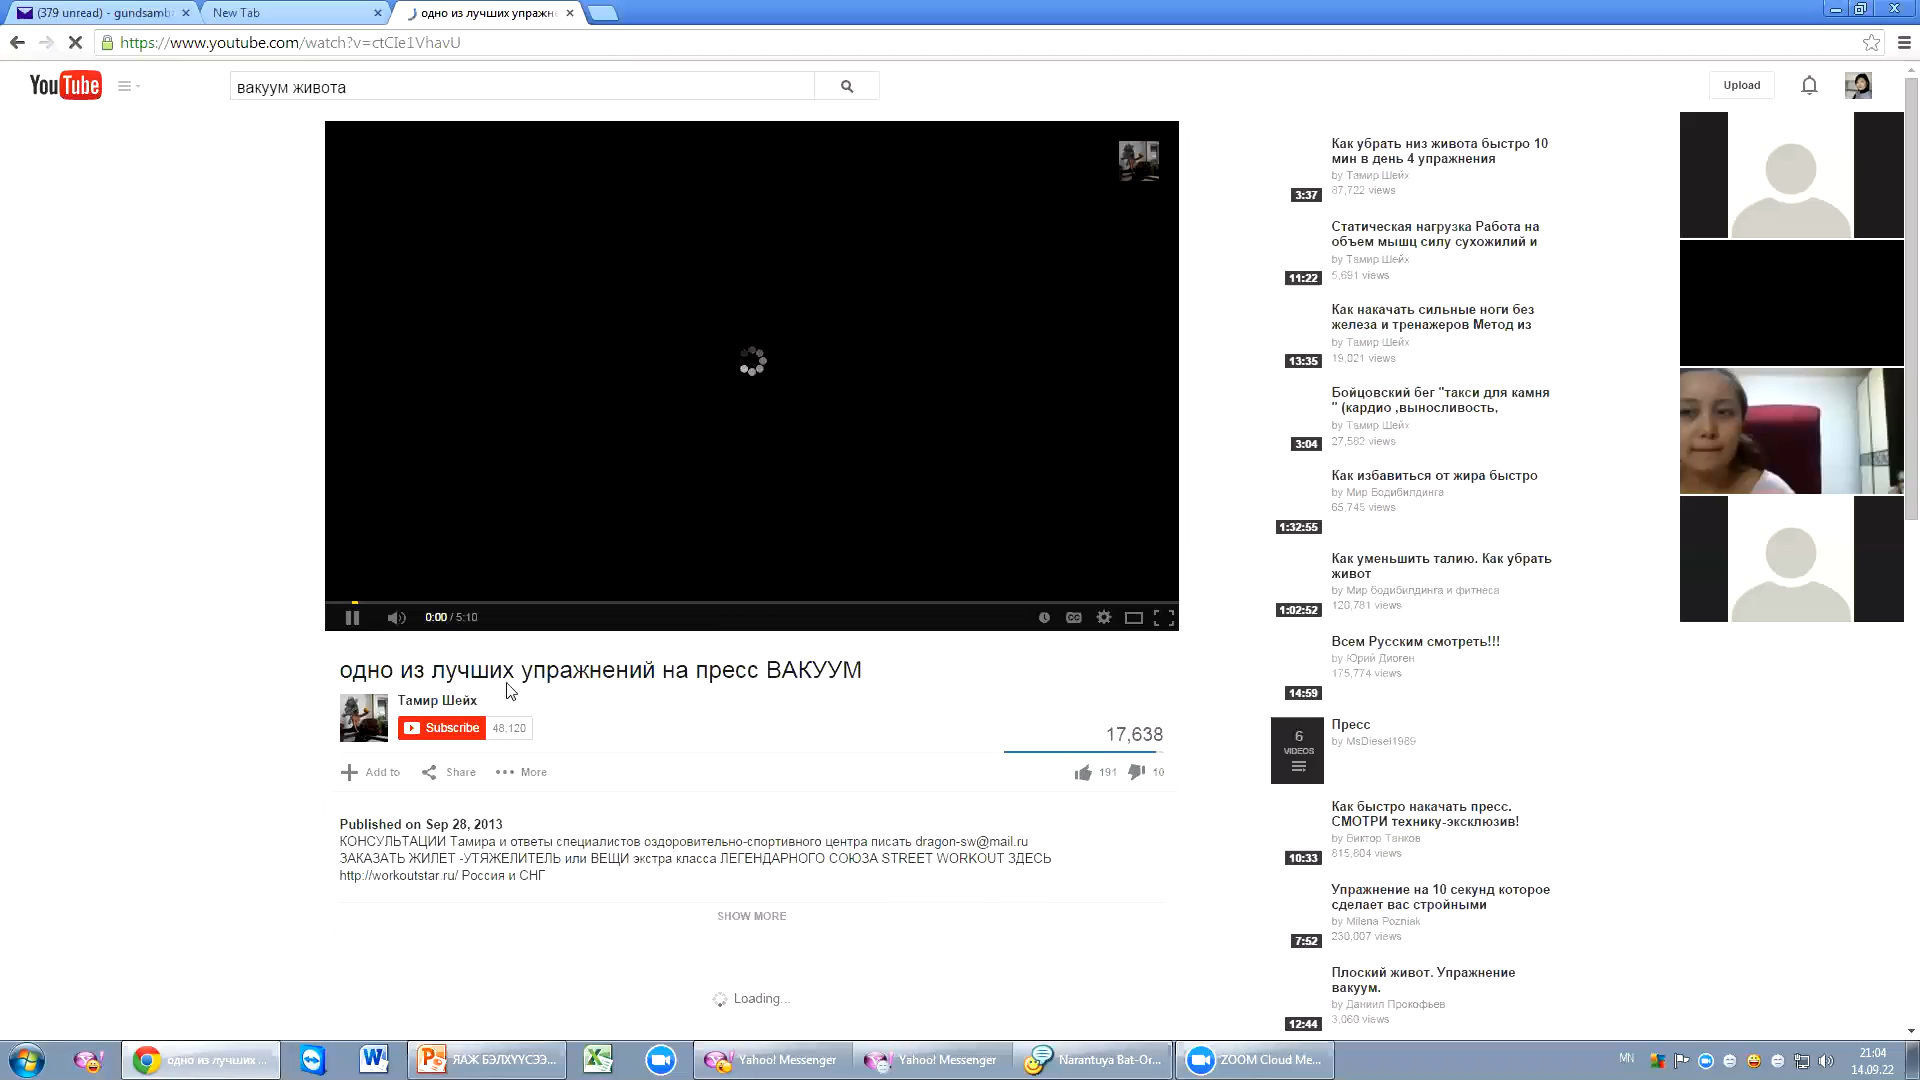 (379 unread) - gundsamb
New Tab
одно из лучших упражне
https://www.youtube.com/watch?v=ctCIe1VhavU
YouTube
вакуум живота
Upload
0:00 / 5:10
одно из лучших упражнений на пресс ВАКУУМ
Тамир Шейх
Subscribe 48,120
17,638
Add to Share More
191 10
Published on Sep 28, 2013
КОНСУЛЬТАЦИИ Тамира и ответы специалистов оздоровительно-спортивного центра писать dragon-sw@mail.ru
ЗАКАЗАТЬ ЖИЛЕТ -УТЯЖЕЛИТЕЛЬ или ВЕЩИ экстра класса ЛЕГЕНДАРНОГО СОЮЗА STREET WORKOUT ЗДЕСЬ
http://workoutstar.ru/ Россия и СНГ
SHOW MORE
Loading...
Как убрать низ живота быстро 10
мин в день 4 упражнения
by Тамир Шейх
87,722 views
3:37
Статическая нагрузка Работа на
объем мышц силу сухожилий и
by Тамир Шейх
5,691 views
11:22
Как накачать сильные ноги без
железа и тренажеров Метод из
by Тамир Шейх
19,021 views
13:35
Бойцовский бег "такси для камня
" (кардио ,выносливость,
by Тамир Шейх
27,582 views
3:04
Как избавиться от жира быстро
by Мир Бодибилдинга
65,745 views
1:32:55
Как уменьшить талию. Как убрать
живот
by Мир бодибилдинга и фитнеса
120,781 views
1:02:52
Всем Русским смотреть!!!
by Юрий Диоген
175,774 views
14:59
6
VIDEOS
Пресс
by MsDiesel1989
Как быстро накачать пресс.
СМОТРИ технику-эксклюзив!
by Виктор Танков
815,604 views
10:33
Упражнение на 10 секунд которое
сделает вас стройными
by Milena Pozniak
230,007 views
7:52
Плоский живот. Упражнение
вакуум.
by Даниил Прокофьев
3,060 views
12:44
одно из лучших ...
ЯАЖ БЭЛХҮҮСЭЭ...
Yahoo! Messenger
Yahoo! Messenger
Narantuya Bat-Or...
ZOOM Cloud Me...
MN
21:04
14.09.22